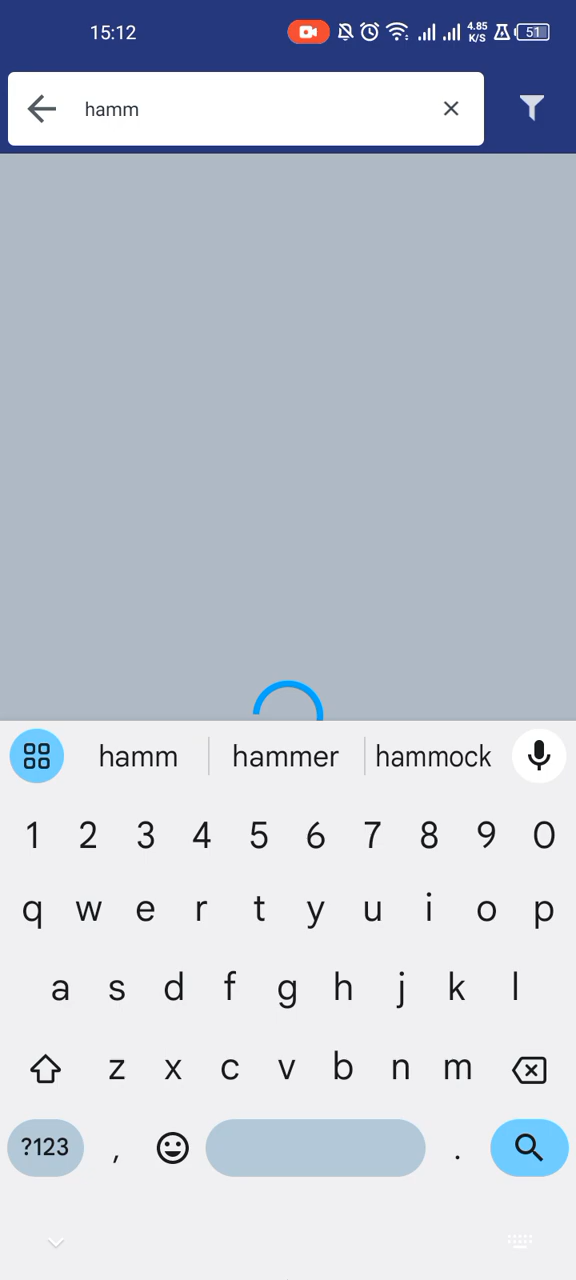 15:12
4.85
K/S
51
hamm
hamm hammer hammock
1 2 3 4 5 6 7 8 9 0
q w e r t y u i o p
a s d f g h j k l
z x c v b n m
?123 , .